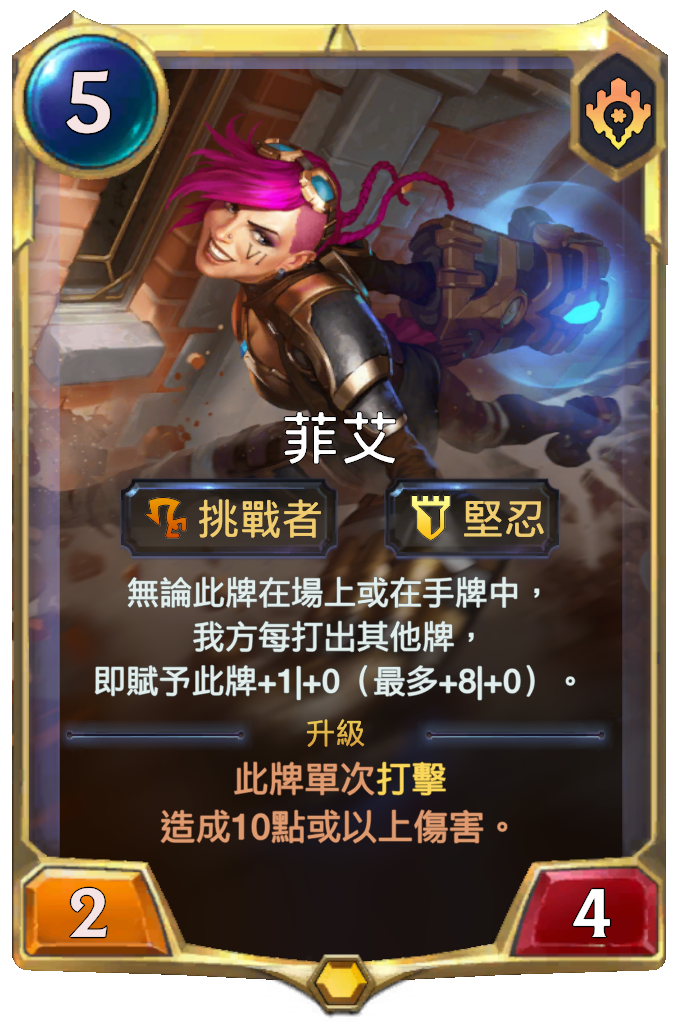 5
VI
菲艾
挑戰者 堅忍
無論此牌在場上或在手牌中，
我方每打出其他牌，
即賦予此牌+1|+0（最多+8|+0）。
升級
此牌單次打擊
造成10點或以上傷害。
2 4